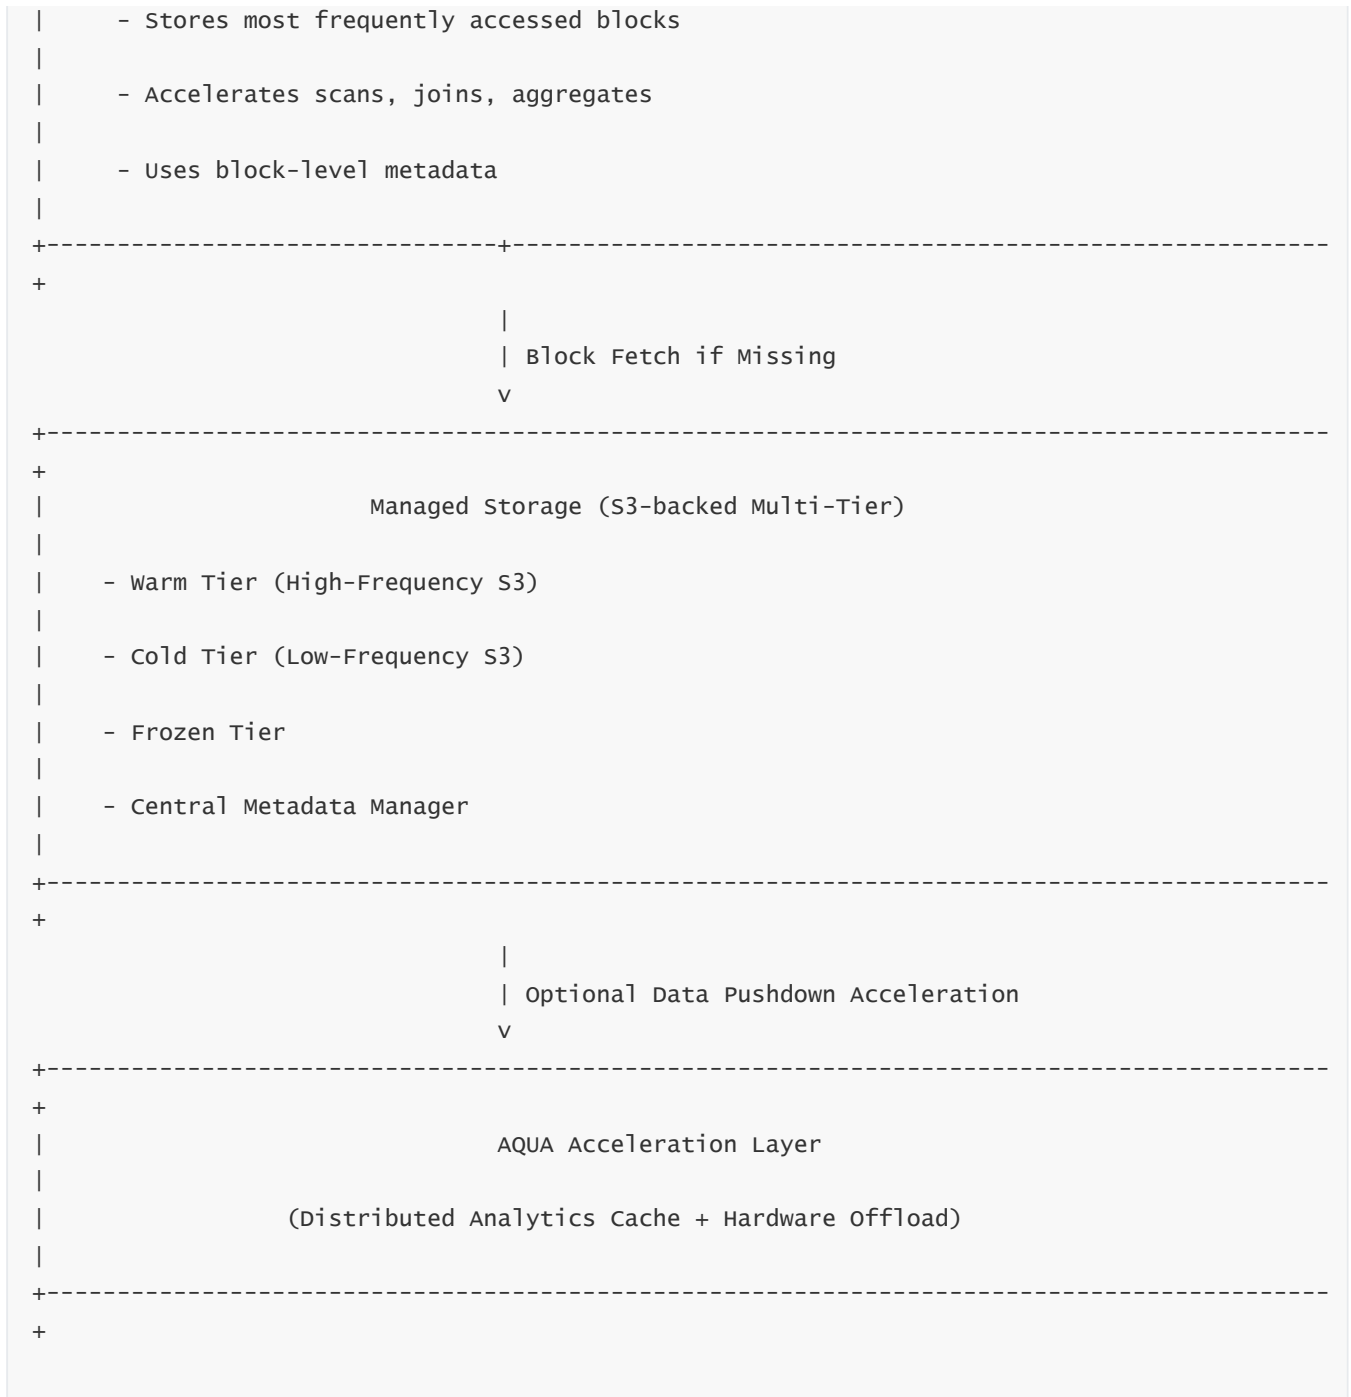 |     - Stores most frequently accessed blocks
|
|     - Accelerates scans, joins, aggregates
|
|     - Uses block-level metadata
|
+--------------------------------+----------------------------------------------------------
+
                                 |
                                 | Block Fetch if Missing
                                 v
+-------------------------------------------------------------------------------------------
+
|                       Managed Storage (S3-backed Multi-Tier)
|
|    - Warm Tier (High-Frequency S3)
|
|    - Cold Tier (Low-Frequency S3)
|
|    - Frozen Tier
|
|    - Central Metadata Manager
|
+-------------------------------------------------------------------------------------------
+
                                 |
                                 | Optional Data Pushdown Acceleration
                                 v
+-------------------------------------------------------------------------------------------
+
|                                AQUA Acceleration Layer
|
|                 (Distributed Analytics Cache + Hardware Offload)
|
+-------------------------------------------------------------------------------------------
+